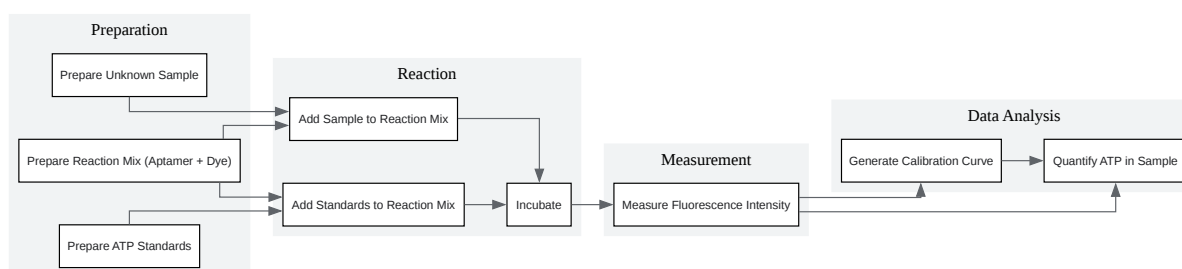 Preparation
Prepare Unknown Sample
Prepare Reaction Mix (Aptamer + Dye)
Prepare ATP Standards
Reaction
Add Sample to Reaction Mix
Add Standards to Reaction Mix
Incubate
Measurement
Measure Fluorescence Intensity
Data Analysis
Generate Calibration Curve
Quantify ATP in Sample